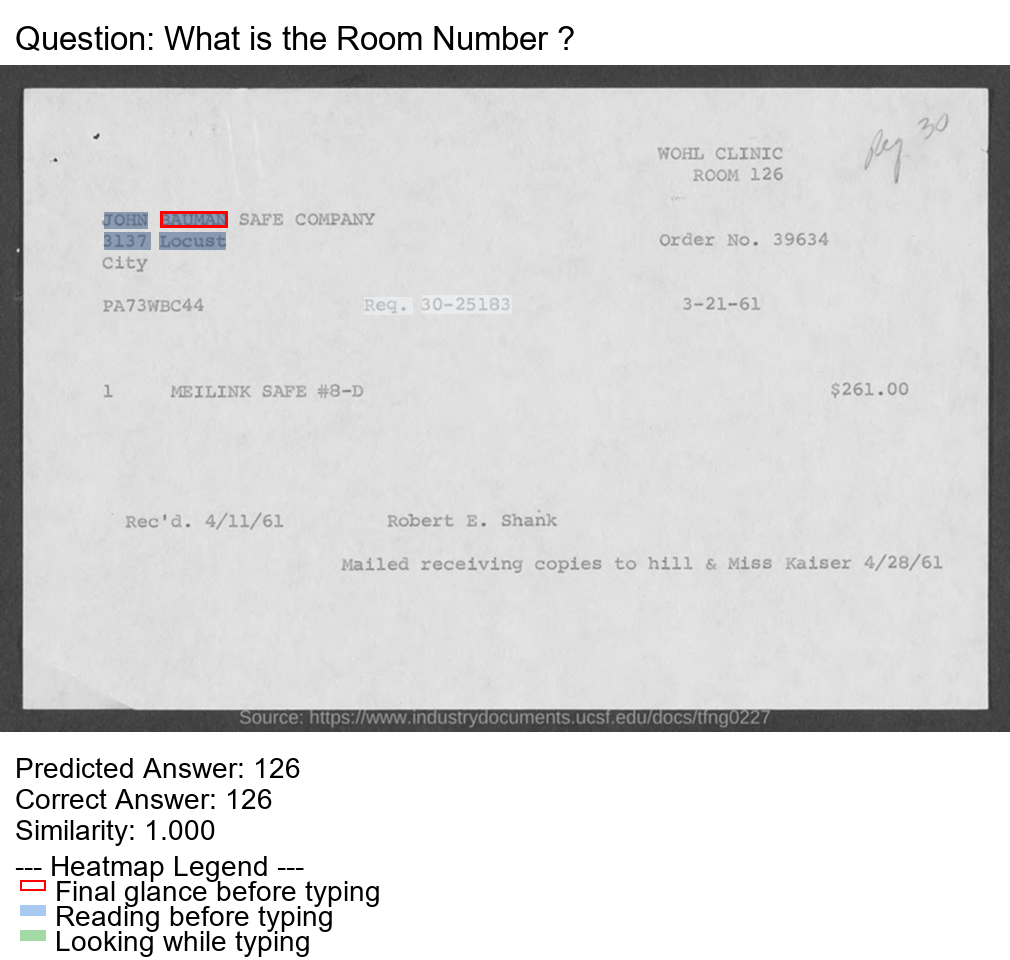 Question: What is the Room Number ?
Reg. 30
WOHL CLINIC
ROOM 126
JOHN BAUMAN SAFE COMPANY
3137 Locust
Order No. 39634
City
PA73WBC44 Req. 30-25183 3-21-61
1 MEILINK SAFE #8-D $261.00
Rec'd. 4/11/61 Robert E. Shank
Mailed receiving copies to hill & Miss Kaiser 4/28/61
Source: https://www.industrydocuments.ucsf.edu/docs/tfng0227
Predicted Answer: 126
Correct Answer: 126
Similarity: 1.000
--- Heatmap Legend ---
Final glance before typing
Reading before typing
Looking while typing